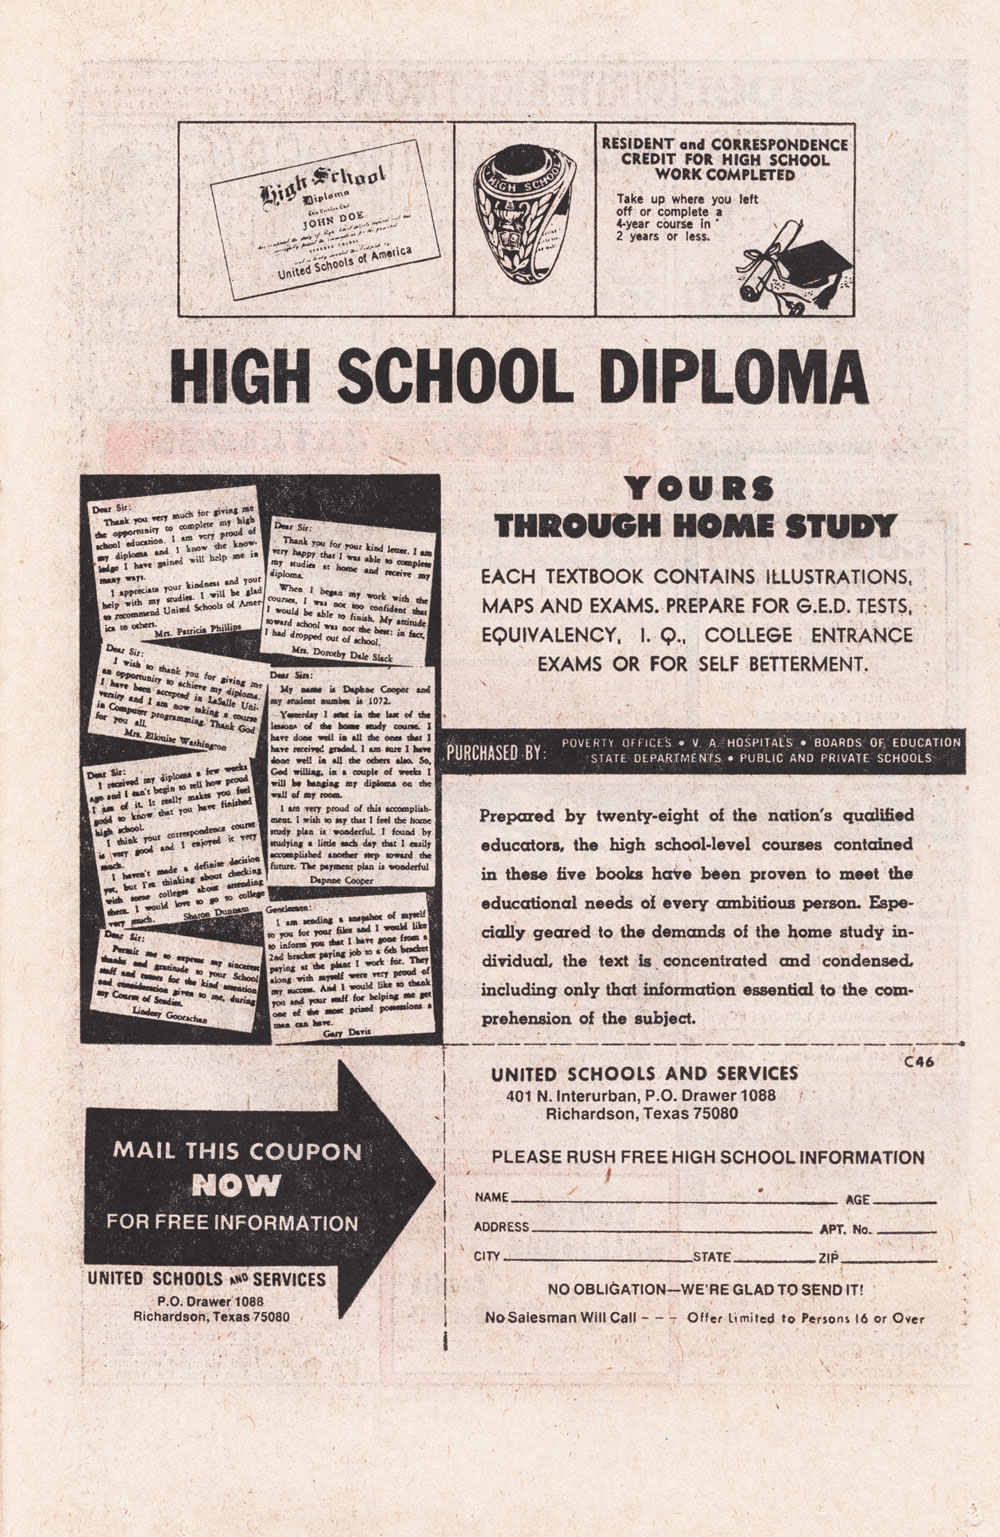 High School
Diploma
This Certifies That
JOHN DOE
United Schools of America
HIGH SCHOOL
RESIDENT and CORRESPONDENCE
CREDIT FOR HIGH SCHOOL
WORK COMPLETED
Take up where you left
off or complete a
4-year course in
2 years or less.
HIGH SCHOOL DIPLOMA
Dear Sir:
Thank you very much for giving me
the opportunity to complete my high
school education. I am very proud of
my diploma and I know the know-
ledge I have gained will help me in
many ways.
I appreciate your kindness and your
help with my studies. I will be glad
to recommend United Schools of Amer-
ica to others.
Mrs. Patricia Phillips
Dear Sir:
Thank you for your kind letter. I am
very happy that I was able to complete
my studies at home and receive my
diploma.
When I began my work with the
courses, I was not too confident that
I would be able to finish. My attitude
toward school was not the best: in fact,
I had dropped out of school.
Mrs. Dorothy Dale Slack
Dear Sir:
I wish to thank you for giving me
an opportunity to achieve my diploma.
I have been accepted in LaSalle Uni-
versity and I am now taking a course
in Computer programming. Thank God
for you all.
Mrs. Ellouise Washington
Dear Sirs:
My name is Daphne Cooper and
my student number is 1072.
Yesterday I sent in the last of the
lessons of the home study course. I
have done well in all the ones that I
have received graded. I am sure I have
done well in all the others also. So,
God willing, in a couple of weeks I
will be hanging my diploma on the
wall of my room.
I am very proud of this accomplish-
ment. I wish to say that I feel the home
study plan is wonderful. I found by
studying a little each day that I easily
accomplished another step toward the
future. The payment plan is wonderful
Daphne Cooper
Dear Sir:
I received my diploma a few weeks
ago and I can't begin to tell how proud
I am of it. It really makes you feel
good to know that you have finished
high school.
I think your correspondence course
is very good and I enjoyed it very
much.
I haven't made a definite decision
yet, but I'm thinking about checking
with some colleges about attending
them. I would love to go to college
very much.
Sharon Dunnam
Dear Sir:
Permit me to express my sincerest
thanks and gratitude to your School
staff and names for the kind attention
and consideration given to me, during
my Course of Studies.
Lindsey Goorachan
Gentlemen:
I am sending a snapshot of myself
to you for your files and I would like
to inform you that I have gone from a
2nd bracket paying job to a 6th bracket
paying at the plant I work for. They
along with myself were very proud of
my success. And I would like to thank
you and your staff for helping me get
one of the most prized possessions a
man can have.
Gary Davis
YOURS
THROUGH HOME STUDY
EACH TEXTBOOK CONTAINS ILLUSTRATIONS,
MAPS AND EXAMS. PREPARE FOR G.E.D. TESTS,
EQUIVALENCY, I. Q., COLLEGE ENTRANCE
EXAMS OR FOR SELF BETTERMENT.
PURCHASED BY:
POVERTY OFFICES • V. A. HOSPITALS • BOARDS OF EDUCATION
STATE DEPARTMENTS • PUBLIC AND PRIVATE SCHOOLS
Prepared by twenty-eight of the nation's qualified
educators, the high school-level courses contained
in these five books have been proven to meet the
educational needs of every ambitious person. Espe-
cially geared to the demands of the home study in-
dividual, the text is concentrated and condensed,
including only that information essential to the com-
prehension of the subject.
C46
UNITED SCHOOLS AND SERVICES
401 N. Interurban, P.O. Drawer 1088
Richardson, Texas 75080
PLEASE RUSH FREE HIGH SCHOOL INFORMATION
NAME AGE
ADDRESS APT. No.
CITY STATE ZIP
NO OBLIGATION—WE'RE GLAD TO SEND IT!
No Salesman Will Call - - - Offer Limited to Persons 16 or Over
MAIL THIS COUPON
NOW
FOR FREE INFORMATION
UNITED SCHOOLS AND SERVICES
P.O. Drawer 1088
Richardson, Texas 75080